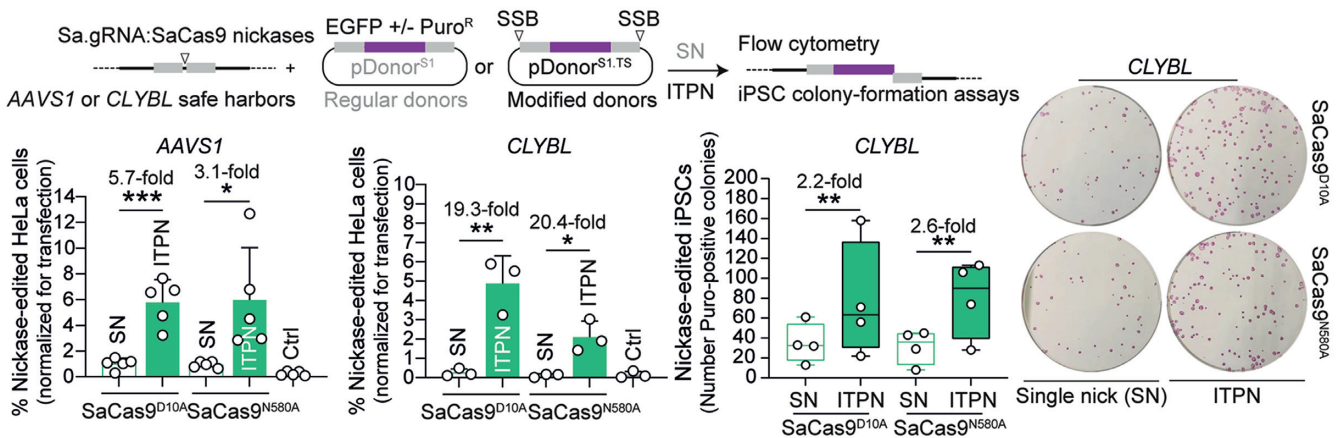 Sa.gRNA:SaCas9 nickases
+
AAVS1 or CLYBL safe harbors
EGFP +/- Puro^R
pDonor^S1
Regular donors
or
SSB SSB
pDonor^S1.TS
Modified donors
SN
ITPN
Flow cytometry
iPSC colony-formation assays
AAVS1
% Nickase-edited HeLa cells
(normalized for transfection)
14
12
10
8
6
4
2
0
5.7-fold
***
3.1-fold
*
SN
ITPN
SN
ITPN
Ctrl
SaCas9^D10A
SaCas9^N580A
CLYBL
% Nickase-edited HeLa cells
(normalized for transfection)
10
9
8
7
6
5
4
3
2
1
0
19.3-fold
**
20.4-fold
*
SN
ITPN
SN
ITPN
Ctrl
SaCas9^D10A
SaCas9^N580A
CLYBL
Nickase-edited iPSCs
(Number Puro-positive colonies)
200
180
160
140
120
100
80
60
40
20
0
2.2-fold
**
2.6-fold
**
SN ITPN SN ITPN
SaCas9^D10A SaCas9^N580A
CLYBL
SaCas9^D10A
SaCas9^N580A
Single nick (SN)
ITPN